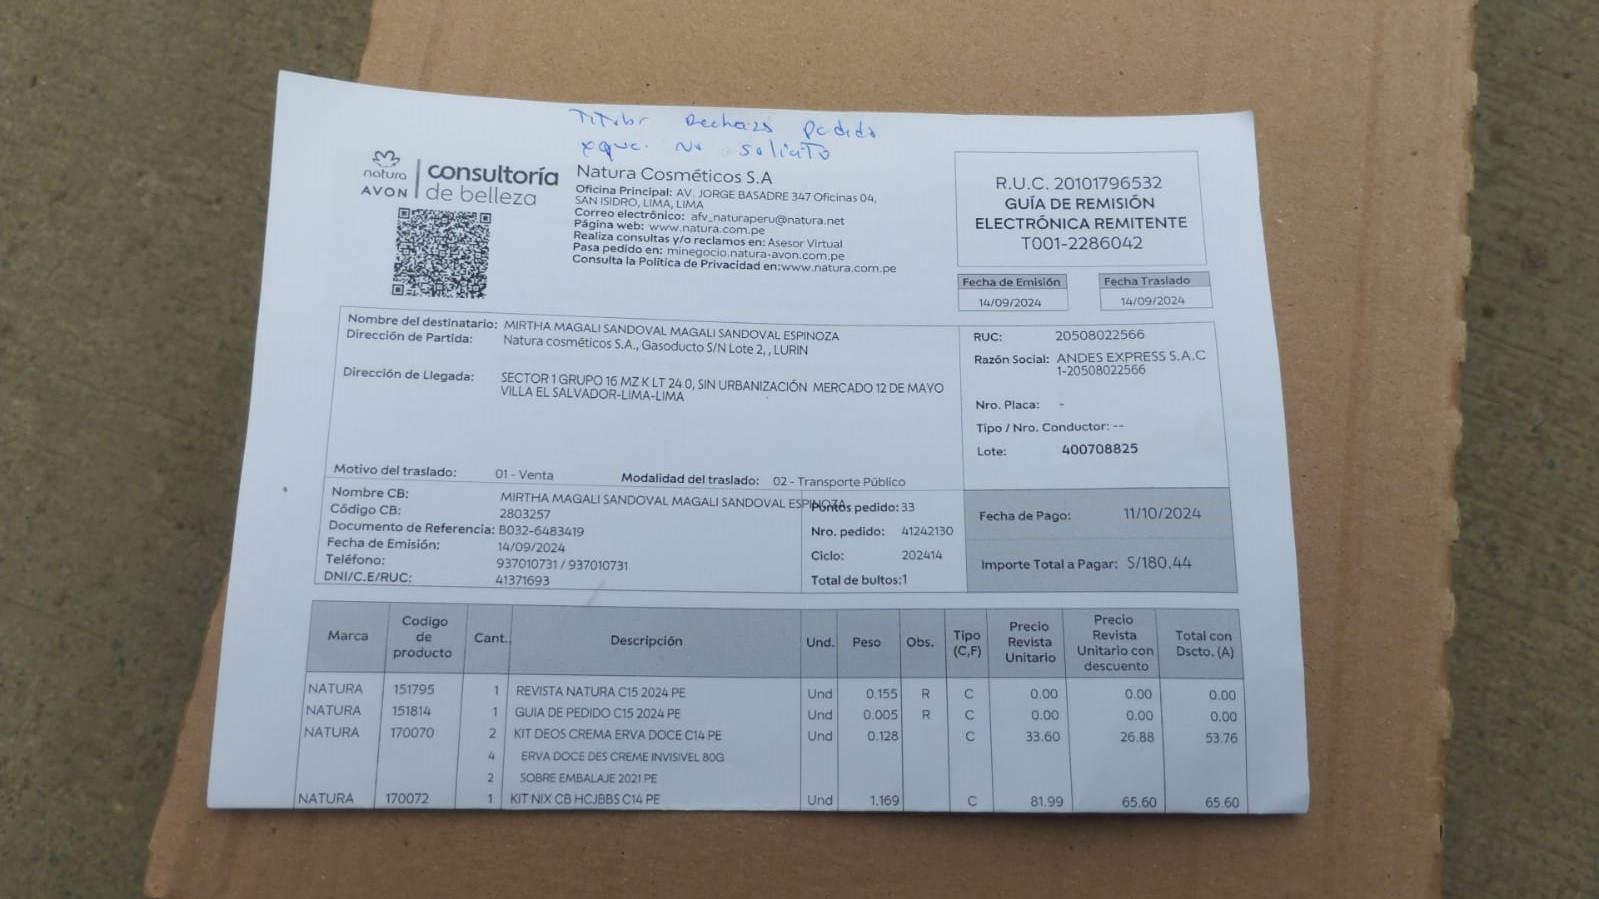 Titular Rechazo pedido
xque. No solicito
natura
AVON
consultoría
de belleza
Natura Cosméticos S.A
Oficina Principal: AV. JORGE BASADRE 347 Oficinas 04,
SAN ISIDRO, LIMA, LIMA
Correo electrónico: afv_naturaperu@natura.net
Página web: www.natura.com.pe
Realiza consultas y/o reclamos en: Asesor Virtual
Pasa pedido en: minegocio.natura-avon.com.pe
Consulta la Política de Privacidad en:www.natura.com.pe
R.U.C. 20101796532
GUÍA DE REMISIÓN
ELECTRÓNICA REMITENTE
T001-2286042
Fecha de Emisión Fecha Traslado
14/09/2024 14/09/2024
Nombre del destinatario: MIRTHA MAGALI SANDOVAL MAGALI SANDOVAL ESPINOZA
Dirección de Partida: Natura cosméticos S.A., Gasoducto S/N Lote 2, , LURIN
Dirección de Llegada: SECTOR 1 GRUPO 16 MZ K LT 24 0, SIN URBANIZACIÓN MERCADO 12 DE MAYO
VILLA EL SALVADOR-LIMA-LIMA
Motivo del traslado: 01 - Venta Modalidad del traslado: 02 - Transporte Público
RUC: 20508022566
Razón Social: ANDES EXPRESS S.A.C
1-20508022566
Nro. Placa: -
Tipo / Nro. Conductor: --
Lote: 400708825
Nombre CB: MIRTHA MAGALI SANDOVAL MAGALI SANDOVAL ESPINOZA
Código CB: 2803257
Documento de Referencia: B032-6483419
Fecha de Emisión: 14/09/2024
Teléfono: 937010731 / 937010731
DNI/C.E/RUC: 41371693
Puntos pedido: 33
Nro. pedido: 41242130
Ciclo: 202414
Total de bultos:1
Fecha de Pago: 11/10/2024
Importe Total a Pagar: S/180.44
Marca Codigo de producto Cant.. Descripción Und. Peso Obs. Tipo (C,F) Precio Revista Unitario Precio Revista Unitario con descuento Total con Dscto. (A)
NATURA 151795 1 REVISTA NATURA C15 2024 PE Und 0.155 R C 0.00 0.00 0.00
NATURA 151814 1 GUIA DE PEDIDO C15 2024 PE Und 0.005 R C 0.00 0.00 0.00
NATURA 170070 2 KIT DEOS CREMA ERVA DOCE C14 PE Und 0.128 C 33.60 26.88 53.76
4 ERVA DOCE DES CREME INVISIVEL 80G
2 SOBRE EMBALAJE 2021 PE
NATURA 170072 1 KIT NIX CB HCJBBS C14 PE Und 1.169 C 81.99 65.60 65.60